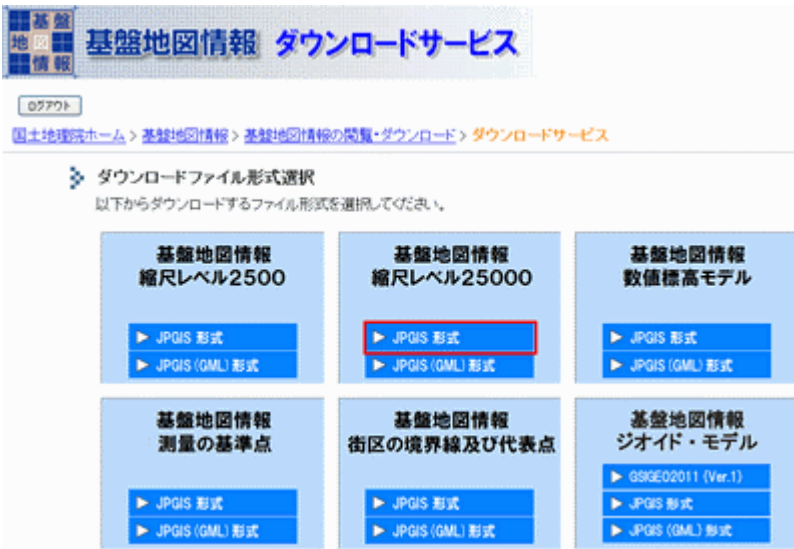 基盤
地図
情報
基盤地図情報 ダウンロードサービス
ログアウト
国土地理院ホーム > 基盤地図情報 > 基盤地図情報の閲覧・ダウンロード > ダウンロードサービス
ダウンロードファイル形式選択
以下からダウンロードするファイル形式を選択してください。
基盤地図情報
縮尺レベル2500
JPGIS 形式
JPGIS(GML)形式
基盤地図情報
縮尺レベル25000
JPGIS 形式
JPGIS(GML)形式
基盤地図情報
数値標高モデル
JPGIS 形式
JPGIS(GML)形式
基盤地図情報
測量の基準点
JPGIS 形式
JPGIS(GML)形式
基盤地図情報
街区の境界線及び代表点
JPGIS 形式
JPGIS(GML)形式
基盤地図情報
ジオイド・モデル
GSIGEO2011 (Ver.1)
JPGIS 形式
JPGIS (GML) 形式